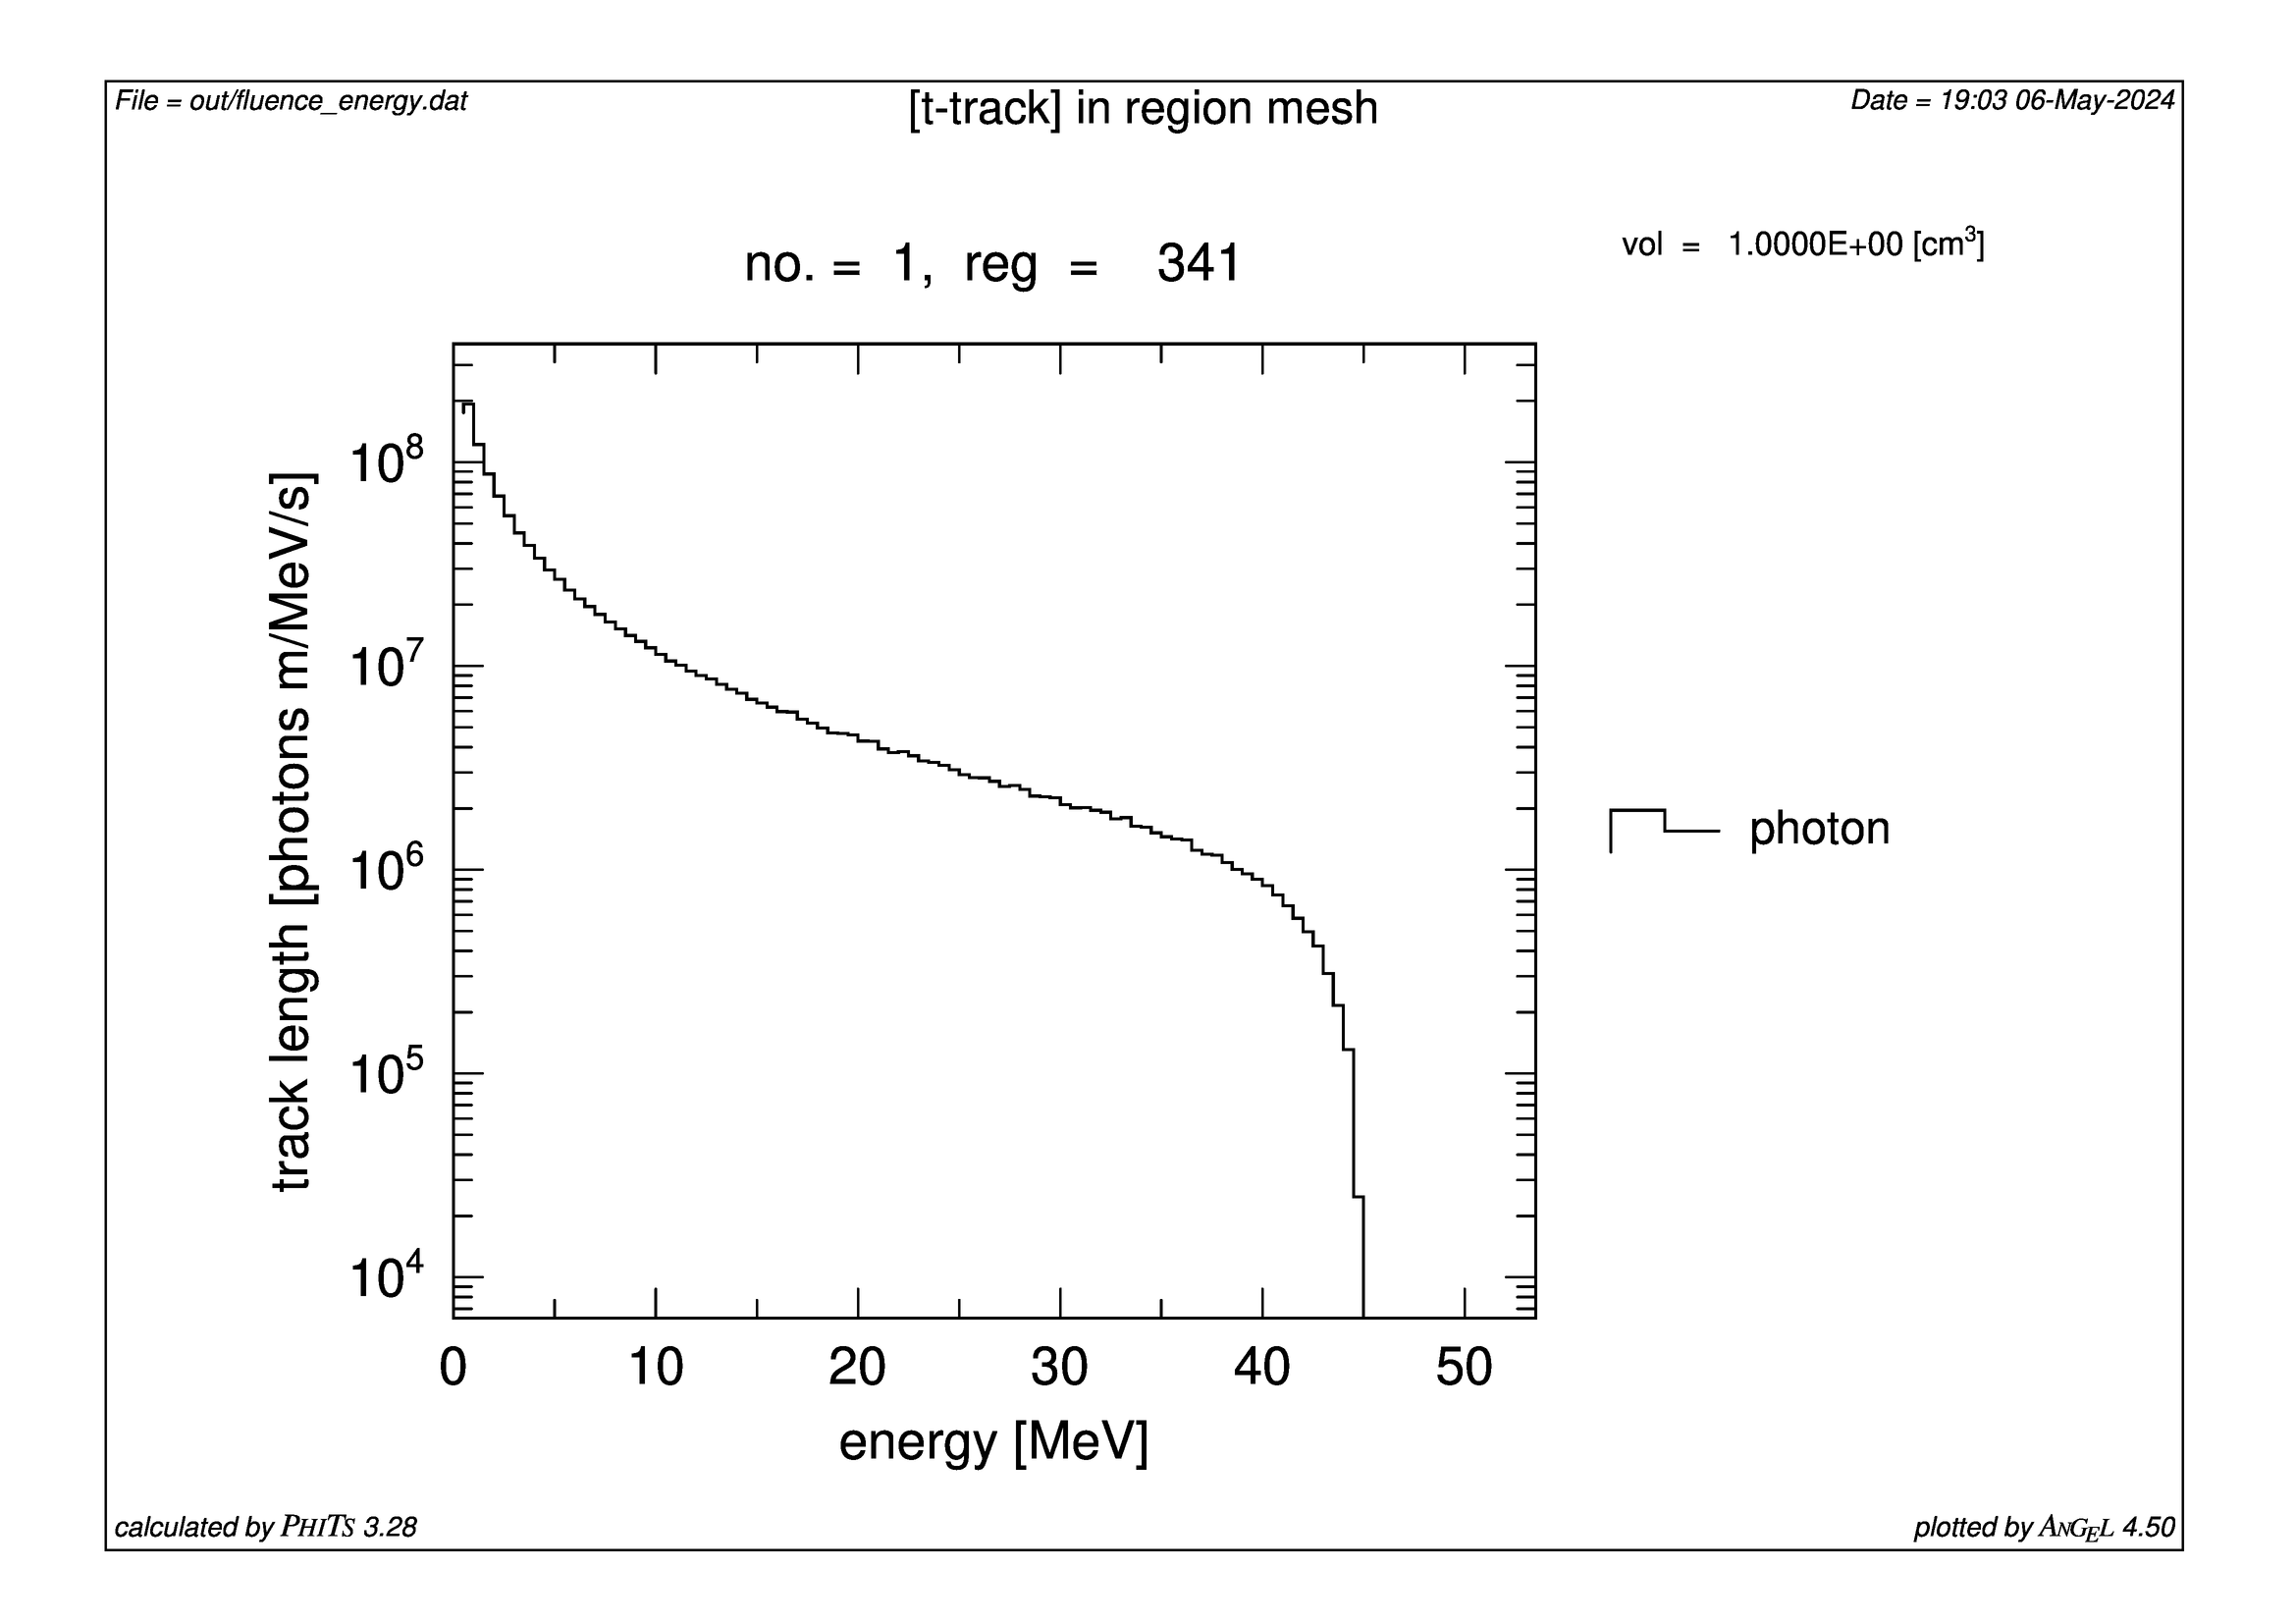 File = out/fluence_energy.dat
[t-track] in region mesh
Date = 19:03 06-May-2024
no. = 1, reg = 341
vol = 1.0000E+00 [cm³]
track length [photons m/MeV/s]
10⁸
10⁷
10⁶
10⁵
10⁴
photon
0 10 20 30 40 50
energy [MeV]
calculated by PHITS 3.28
plotted by ANGEL 4.50